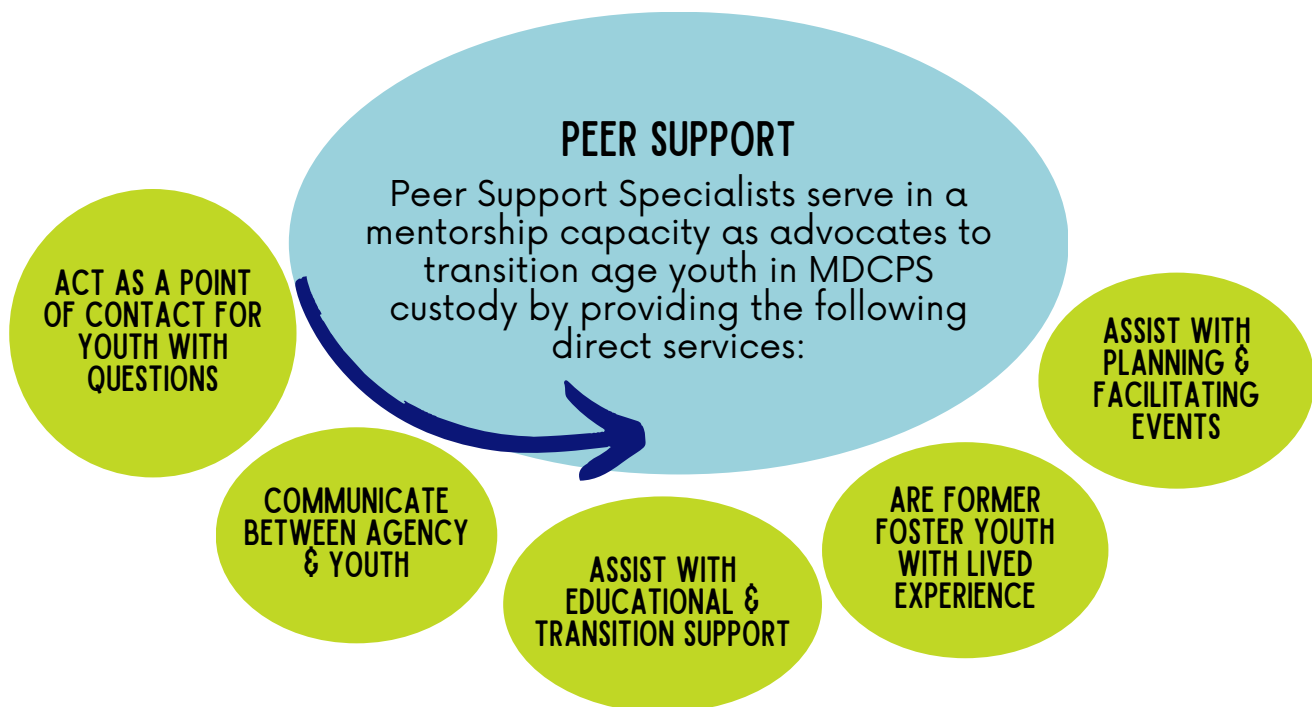 PEER SUPPORT
Peer Support Specialists serve in a
mentorship capacity as advocates to
transition age youth in MDCPS
custody by providing the following
direct services:
ACT AS A POINT
OF CONTACT FOR
YOUTH WITH
QUESTIONS
COMMUNICATE
BETWEEN AGENCY
& YOUTH
ASSIST WITH
EDUCATIONAL &
TRANSITION SUPPORT
ARE FORMER
FOSTER YOUTH
WITH LIVED
EXPERIENCE
ASSIST WITH
PLANNING &
FACILITATING
EVENTS